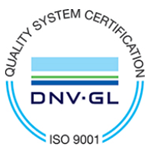 QUALITY SYSTEM CERTIFICATION
DNV·GL
ISO 9001